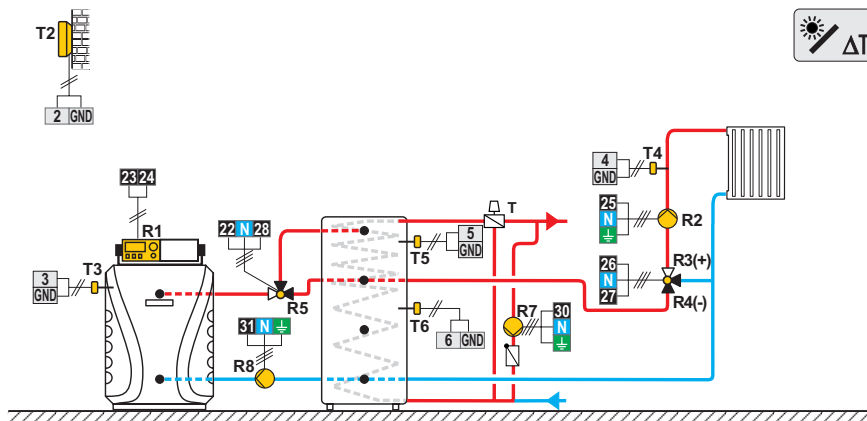 T2
ΔT
2 GND
23 24
R1
T3
3
GND
22 N 28
R5
31 N
R8
T
5
GND
T5
T6
6 GND
R7
30
N
4
GND
T4
25
N
R2
26
N
27
R3(+)
R4(-)